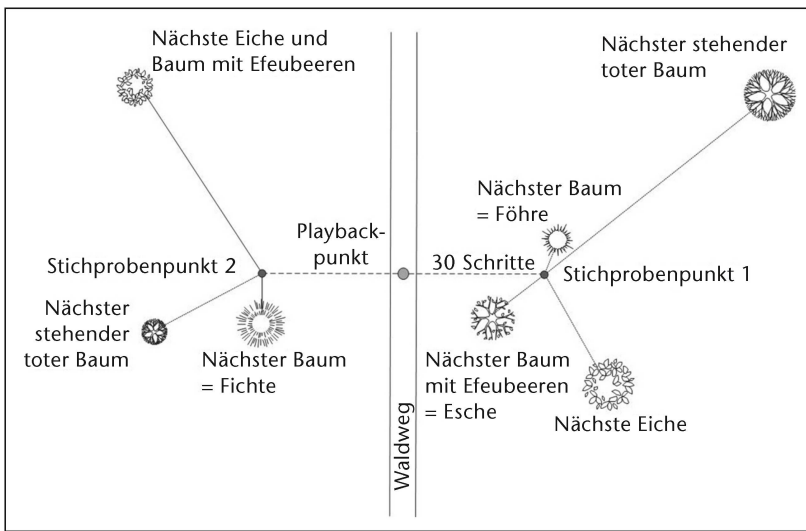 Nächste Eiche und
Baum mit Efeubeeren
Nächster stehender
toter Baum
Nächster Baum
= Föhre
Playback-
punkt
30 Schritte
Stichprobenpunkt 2
Stichprobenpunkt 1
Nächster
stehender
toter Baum
Nächster Baum
= Fichte
Nächster Baum
mit Efeubeeren
= Esche
Nächste Eiche
Waldweg